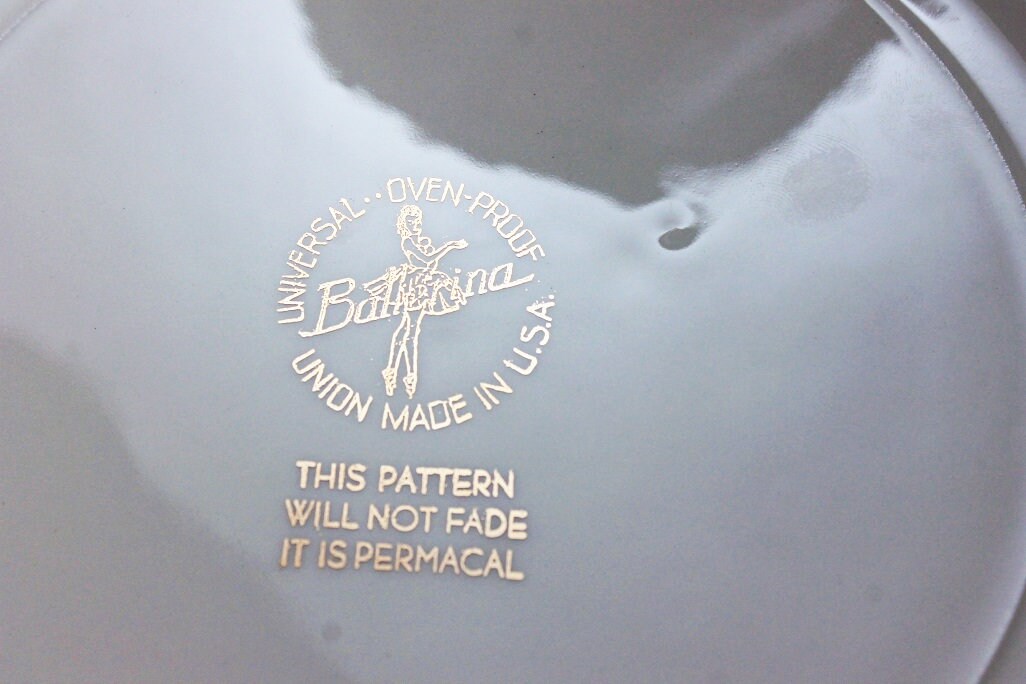 UNIVERSAL·· OVEN-PROOF
Ballerina
UNION MADE IN U.S.A.
THIS PATTERN
WILL NOT FADE
IT IS PERMACAL